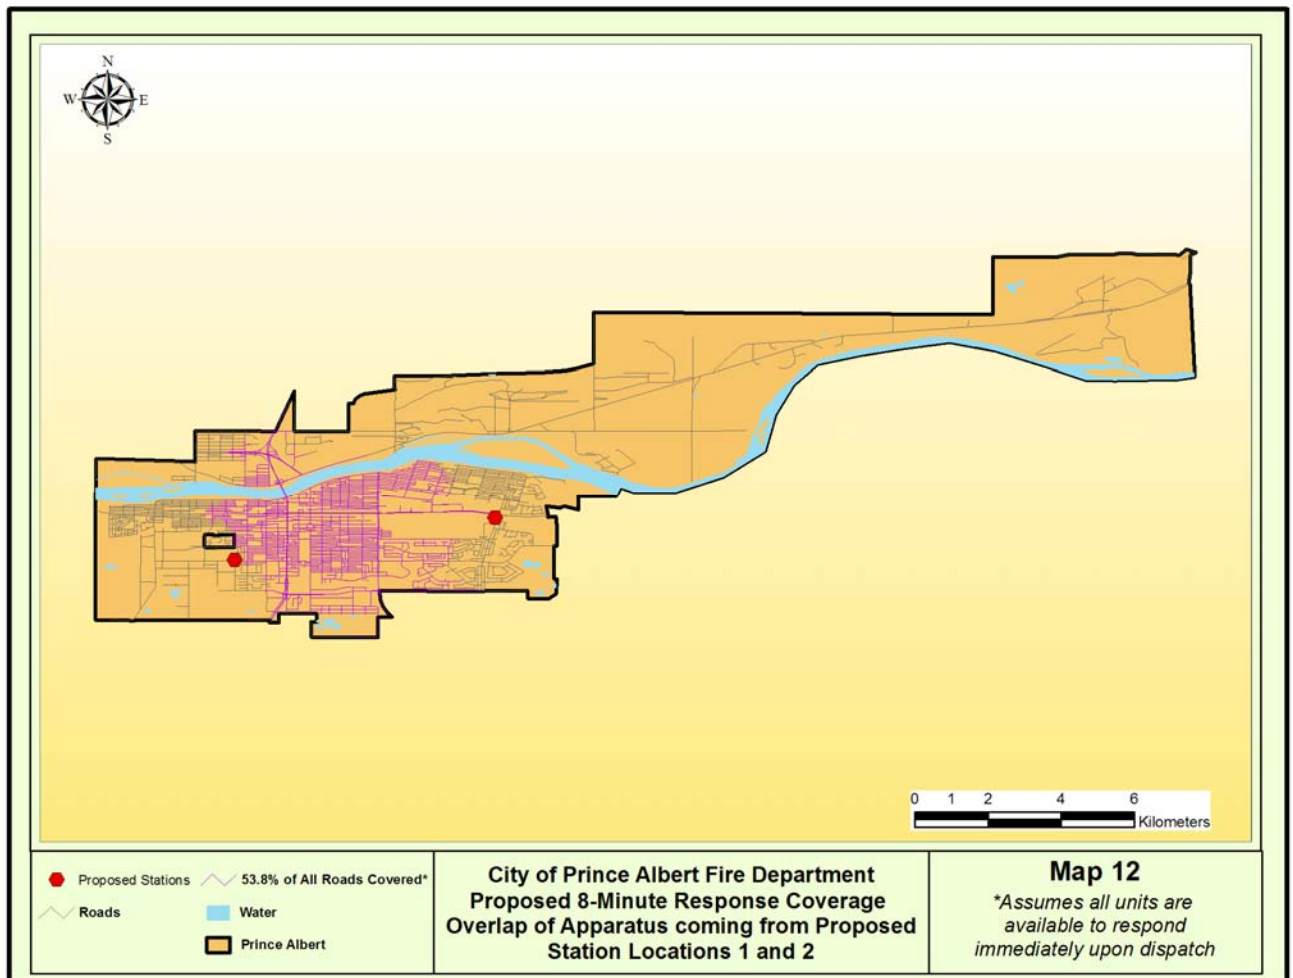 N
W E
S
0 1 2 4 6
Kilometers
Proposed Stations
53.8% of All Roads Covered*
Roads
Water
Prince Albert
City of Prince Albert Fire Department
Proposed 8-Minute Response Coverage
Overlap of Apparatus coming from Proposed
Station Locations 1 and 2
Map 12
*Assumes all units are
available to respond
immediately upon dispatch